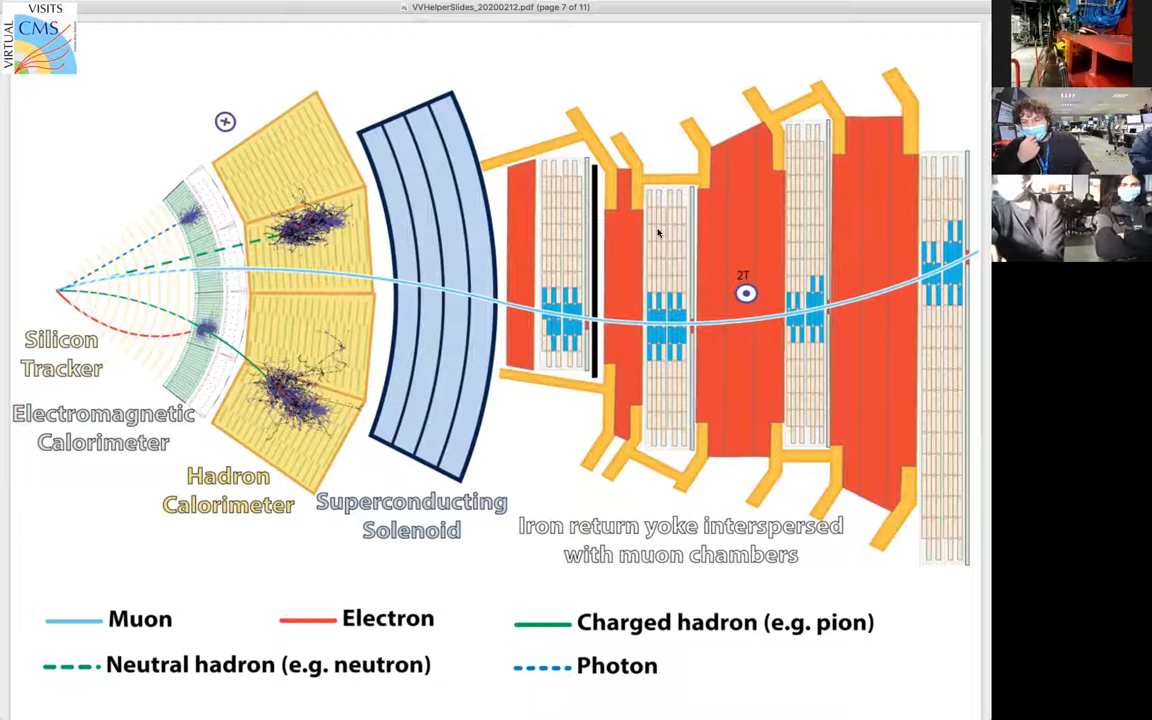 VVHelperSlides_20200212.pdf (page 7 of 11)
VISITS
CMS
VIRTUAL
2T
Silicon
Tracker
Electromagnetic
Calorimeter
Hadron
Calorimeter
Superconducting
Solenoid
Iron return yoke interspersed
with muon chambers
Muon
Electron
Charged hadron (e.g. pion)
Neutral hadron (e.g. neutron)
Photon